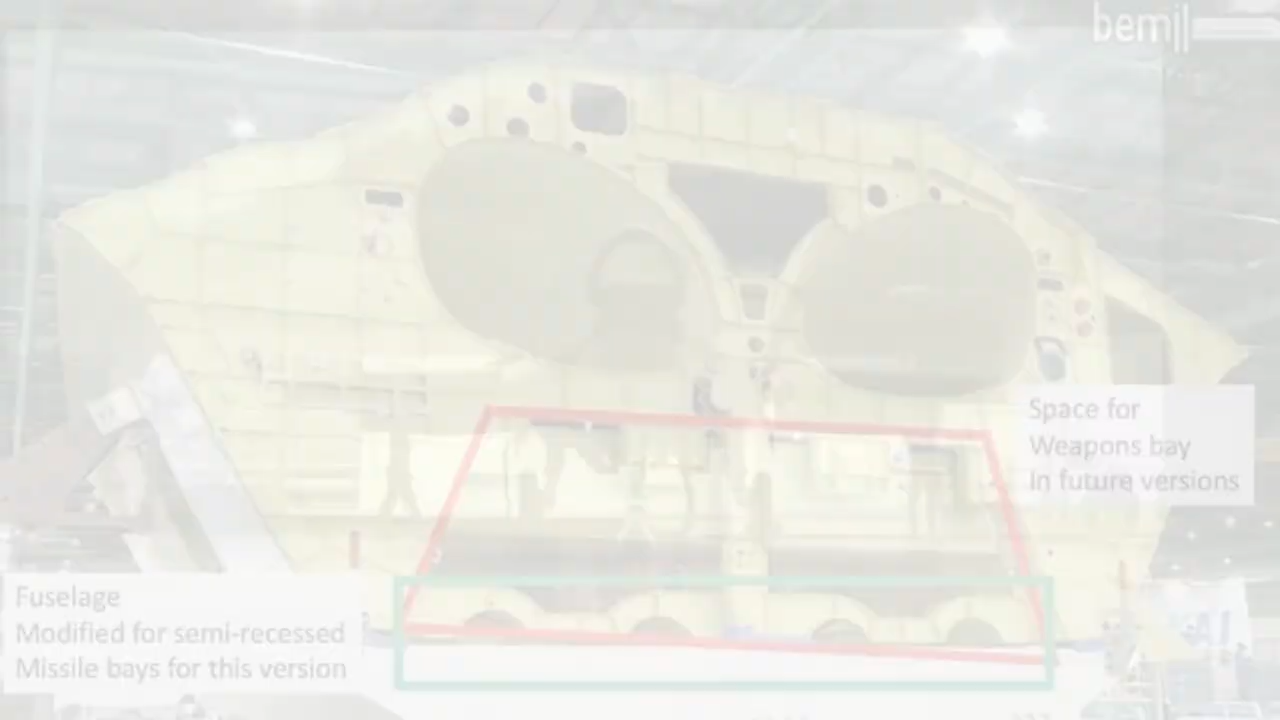 bemil
Space for
Weapons bay
In future versions
Fuselage
Modified for semi-recessed
Missile bays for this version